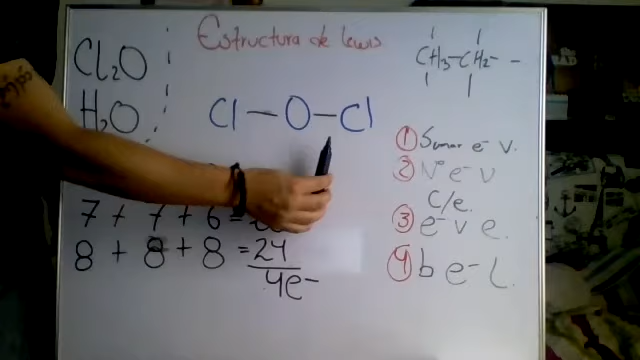 Estructura de lewis
Cl₂O
H₂O
Cl — O — Cl
7 + 7 + 6 =
8 + 8 + 8 = 24
4e-
CH₃-CH₂- -
1 Sumar e- v.
2 Nº e- v
c/e.
3 e- v e.
4 b e- L.